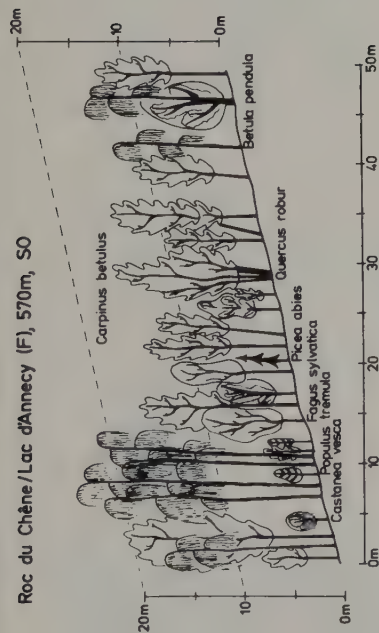 Roc du Chêne/Lac d'Annecy (F), 570m, SO
20m
10
0m
Carpinus betulus
Betula pendula
Quercus robur
Picea abies
Fagus sylvatica
Populus tremula
Castanea vesca
20m
10
0m
10
20
30
40
50m